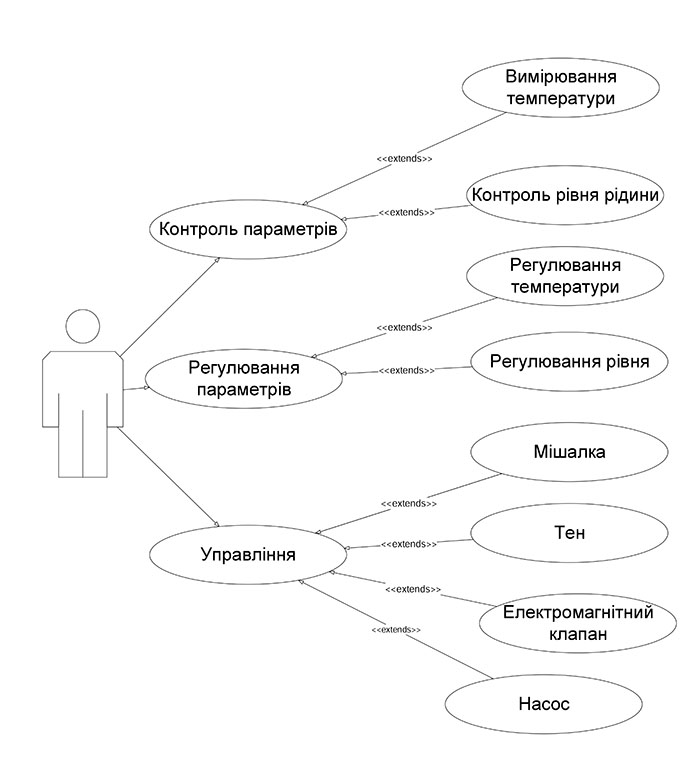 Вимірювання
температури
<<extends>>
Контроль рівня рідини
<<extends>>
Контроль параметрів
Регулювання
температури
<<extends>>
Регулювання рівня
<<extends>>
Регулювання
параметрів
Мішалка
<<extends>>
Тен
<<extends>>
Управління
<<extends>>
Електромагнітний
клапан
<<extends>>
Насос